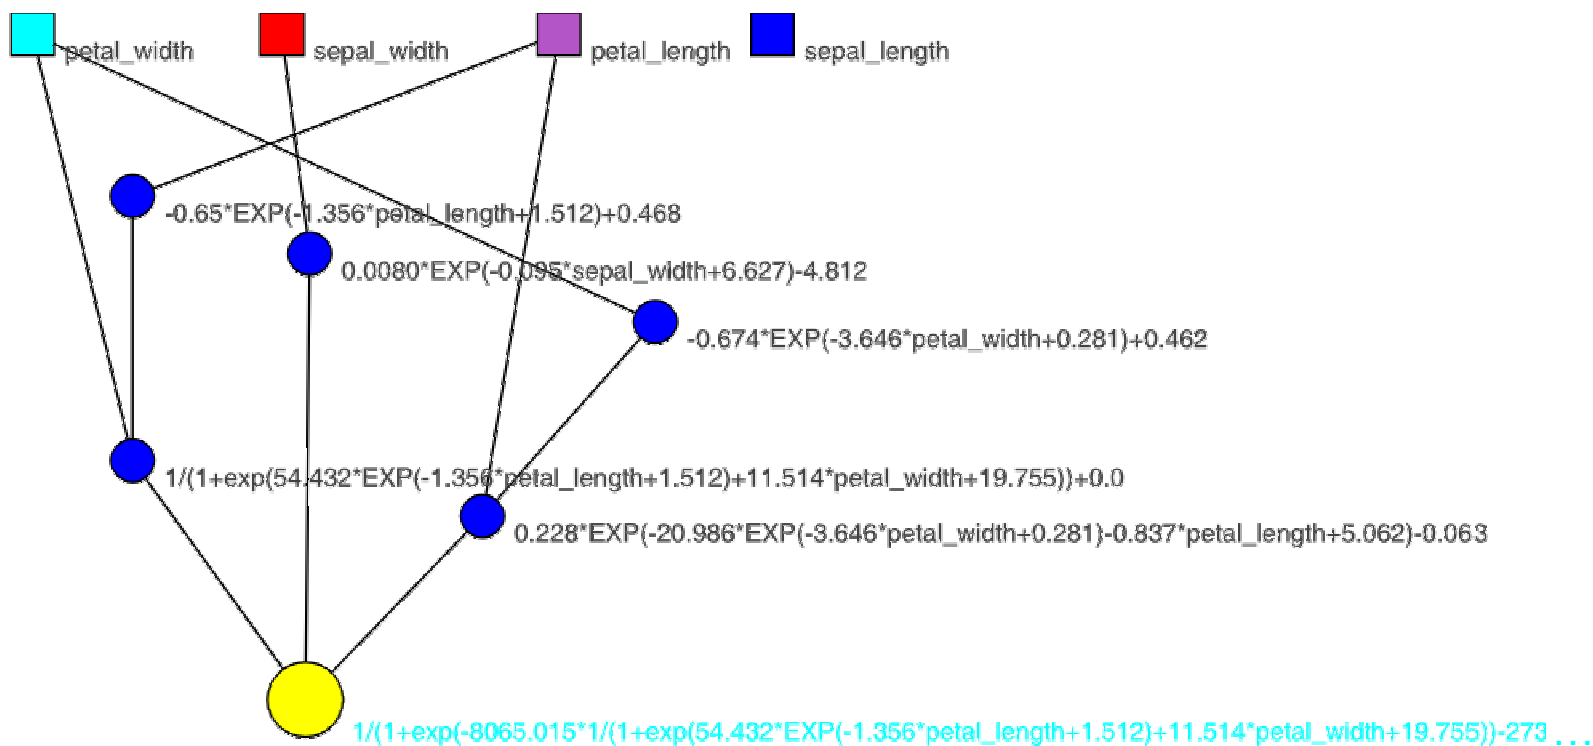 petal_width
sepal_width
petal_length
sepal_length
-0.65*EXP(-1.356*petal_length+1.512)+0.468
0.0080*EXP(-0.095*sepal_width+6.627)-4.812
-0.674*EXP(-3.646*petal_width+0.281)+0.462
1/(1+exp(54.432*EXP(-1.356*petal_length+1.512)+11.514*petal_width+19.755))+0.0
0.228*EXP(-20.986*EXP(-3.646*petal_width+0.281)-0.837*petal_length+5.062)-0.063
1/(1+exp(-8065.015*1/(1+exp(54.432*EXP(-1.356*petal_length+1.512)+11.514*petal_width+19.755))-273...